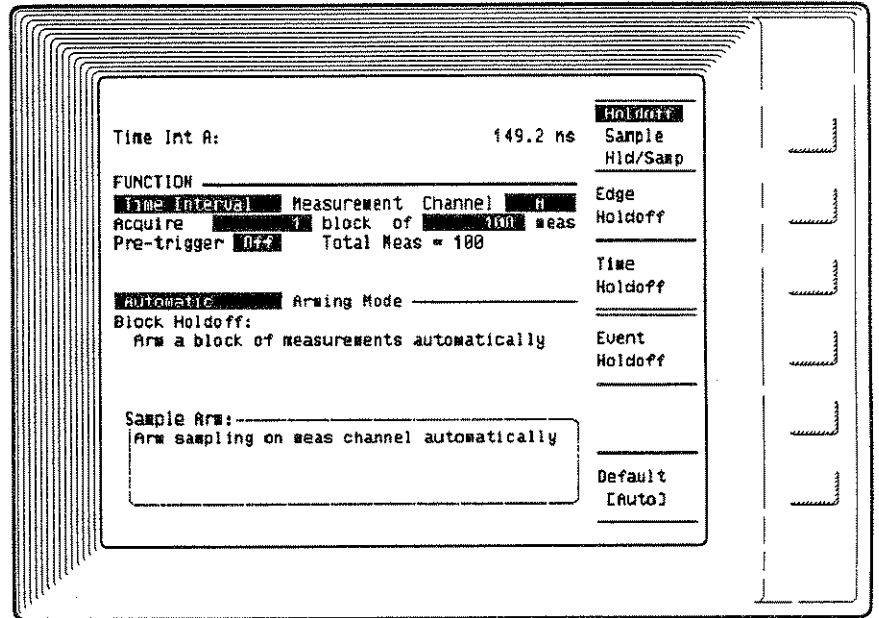 Time Int A: 149.2 ns
FUNCTION
Time Interval Measurement Channel A
Acquire 1 block of 100 meas
Pre-trigger Off Total Meas = 100
Automatic Arming Mode
Block Holdoff:
Arm a block of measurements automatically
Sample Arm:
Arm sampling on meas channel automatically
Holdoff
Sample
Hld/Samp
Edge
Holdoff
Time
Holdoff
Event
Holdoff
Default
[Auto]